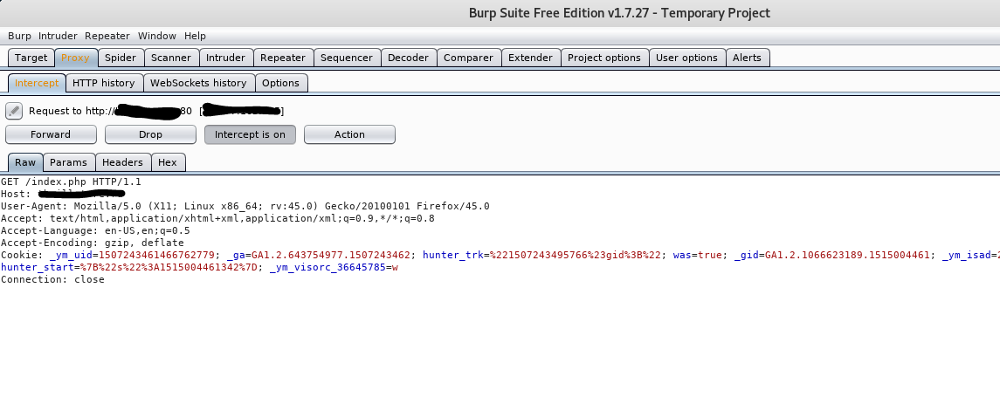 Burp Suite Free Edition v1.7.27 - Temporary Project
Burp Intruder Repeater Window Help
Target Proxy Spider Scanner Intruder Repeater Sequencer Decoder Comparer Extender Project options User options Alerts
Intercept HTTP history WebSockets history Options
Request to http:// 80 [ ]
Forward Drop Intercept is on Action
Raw Params Headers Hex
GET /index.php HTTP/1.1
Host:
User-Agent: Mozilla/5.0 (X11; Linux x86_64; rv:45.0) Gecko/20100101 Firefox/45.0
Accept: text/html,application/xhtml+xml,application/xml;q=0.9,*/*;q=0.8
Accept-Language: en-US,en;q=0.5
Accept-Encoding: gzip, deflate
Cookie: _ym_uid=1507243461466762779; _ga=GA1.2.643754977.1507243462; hunter_trk=%221507243495766%23gid%3B%22; was=true; _gid=GA1.2.1066623189.1515004461; _ym_isad=2
hunter_start=%7B%22s%22%3A1515004461342%7D; _ym_visorc_36645785=w
Connection: close